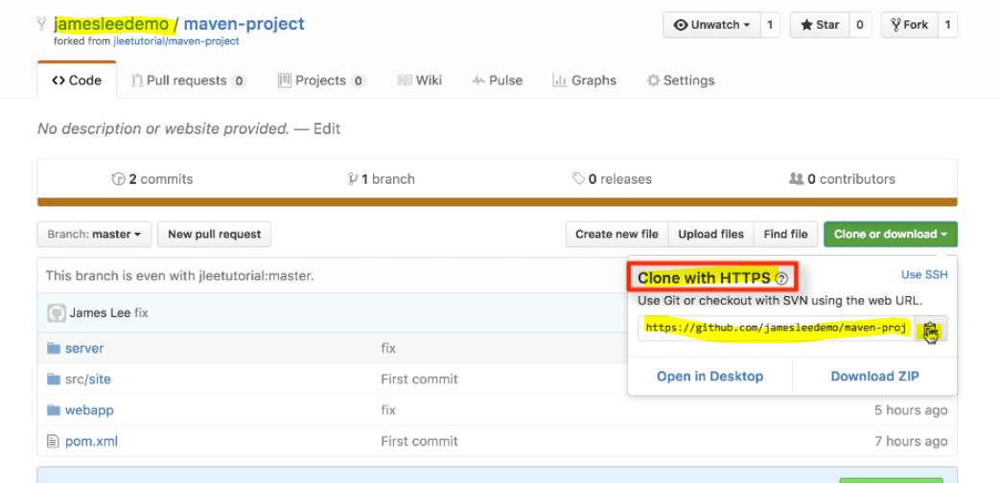 jamesleedemo / maven-project
forked from jleetutorial/maven-project
Unwatch 1 Star 0 Fork 1
Code Pull requests 0 Projects 0 Wiki Pulse Graphs Settings
No description or website provided. — Edit
2 commits 1 branch 0 releases 0 contributors
Branch: master New pull request Create new file Upload files Find file Clone or download
This branch is even with jleetutorial:master.
Clone with HTTPS ? Use SSH
Use Git or checkout with SVN using the web URL.
James Lee fix
https://github.com/jamesleedemo/maven-proj
server fix
src/site First commit
Open in Desktop Download ZIP
webapp fix 5 hours ago
pom.xml First commit 7 hours ago